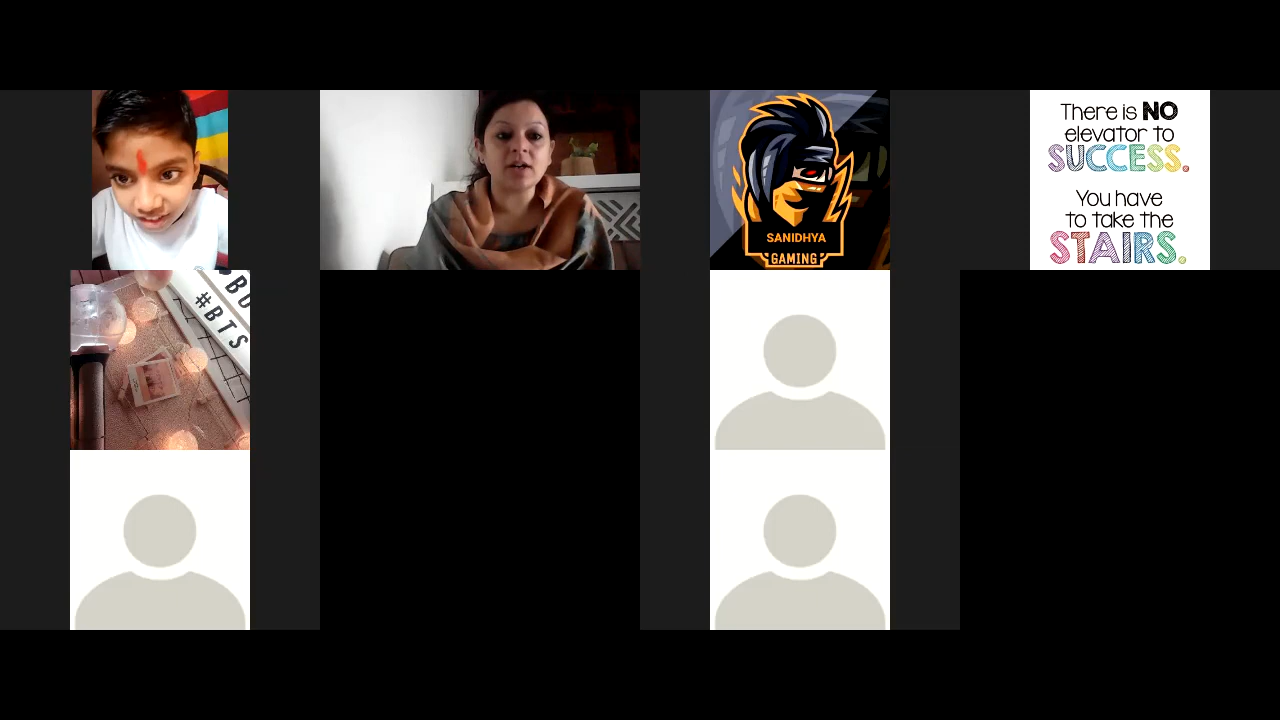 SANIDHYA
GAMING
There is NO
elevator to
SUCCESS.
You have
to take the
STAIRS.
#BTS